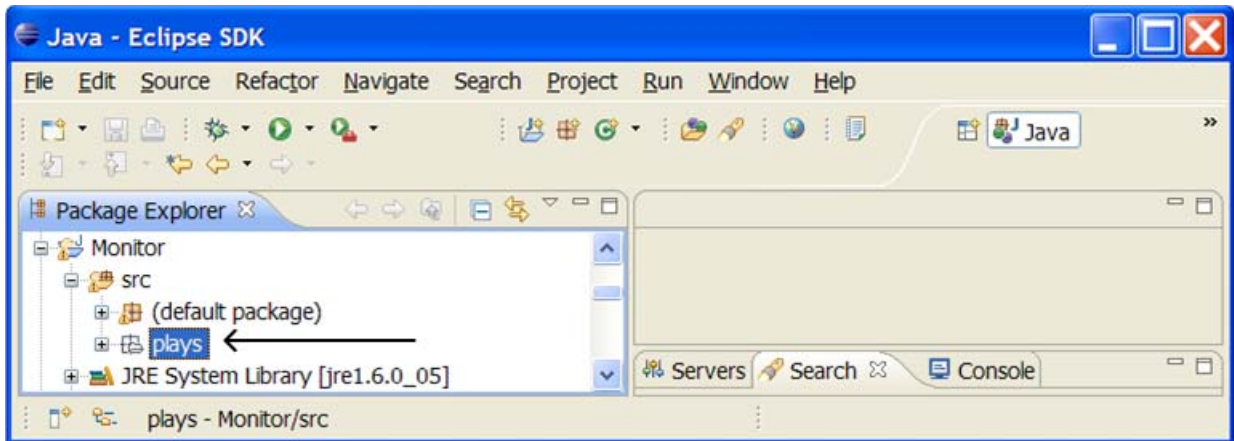 Java - Eclipse SDK
File Edit Source Refactor Navigate Search Project Run Window Help
Java
Package Explorer
Monitor
src
(default package)
plays
JRE System Library [jre1.6.0_05]
Servers Search Console
plays - Monitor/src